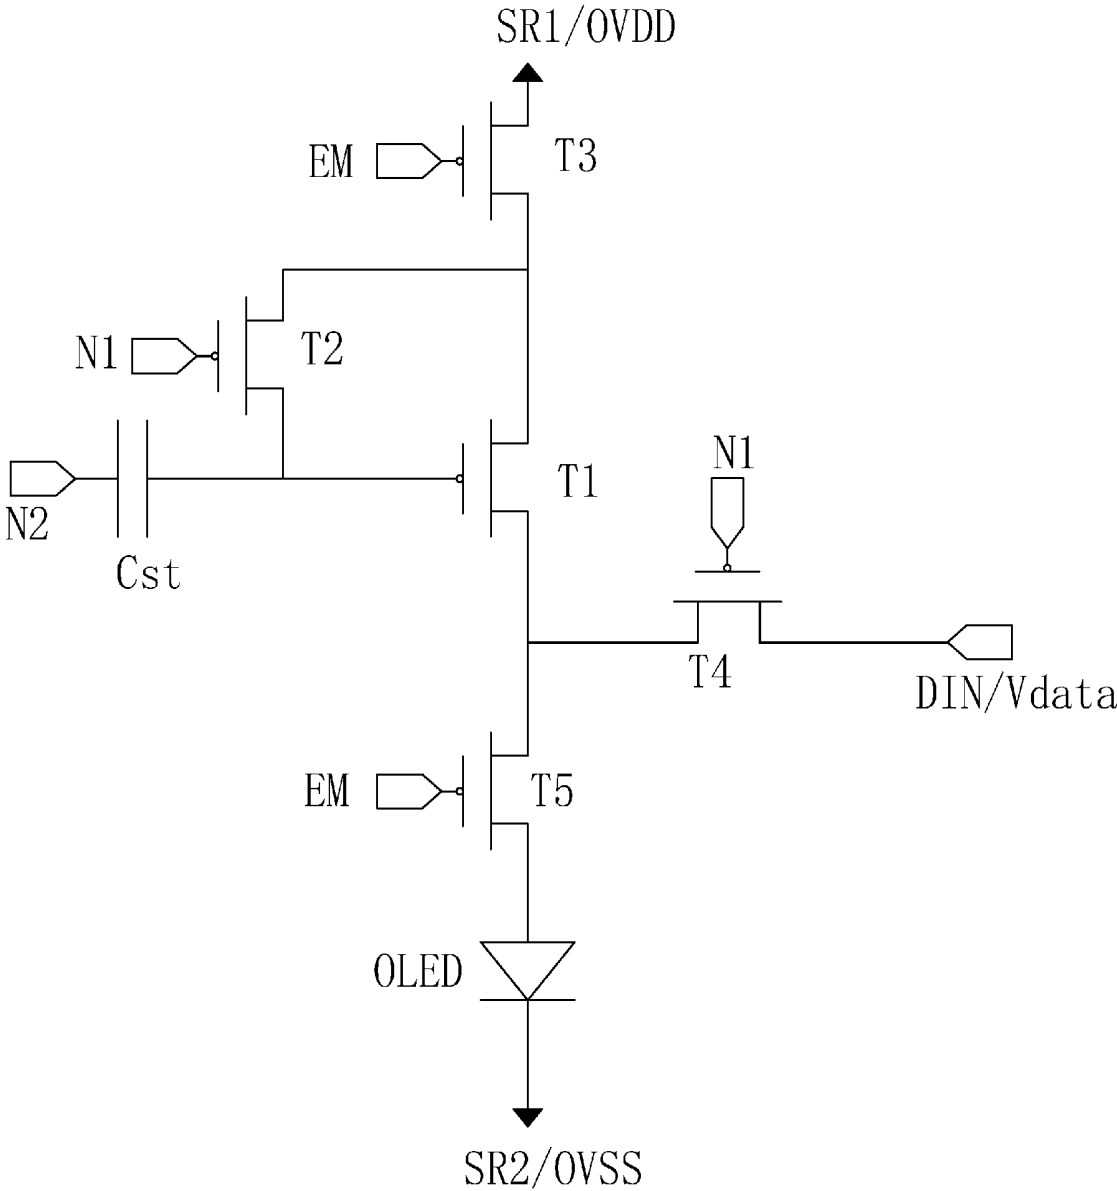 SR1/OVDD
EM
T3
N1
T2
N1
T1
N2
Cst
T4
DIN/Vdata
EM
T5
OLED
SR2/OVSS